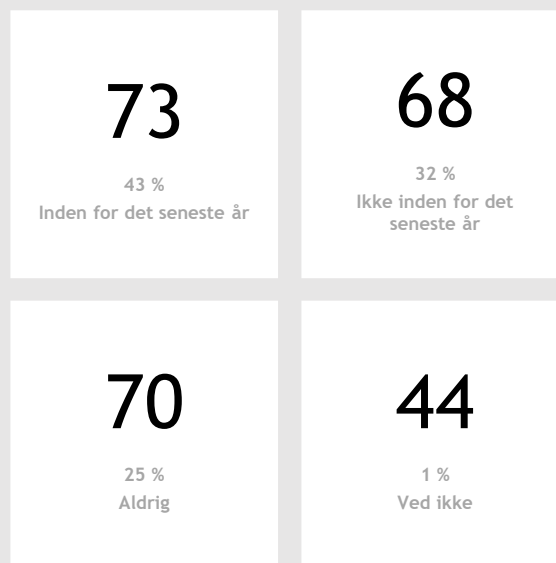 73
43 %
Inden for det seneste år
68
32 %
Ikke inden for det
seneste år
70
25 %
Aldrig
44
1 %
Ved ikke